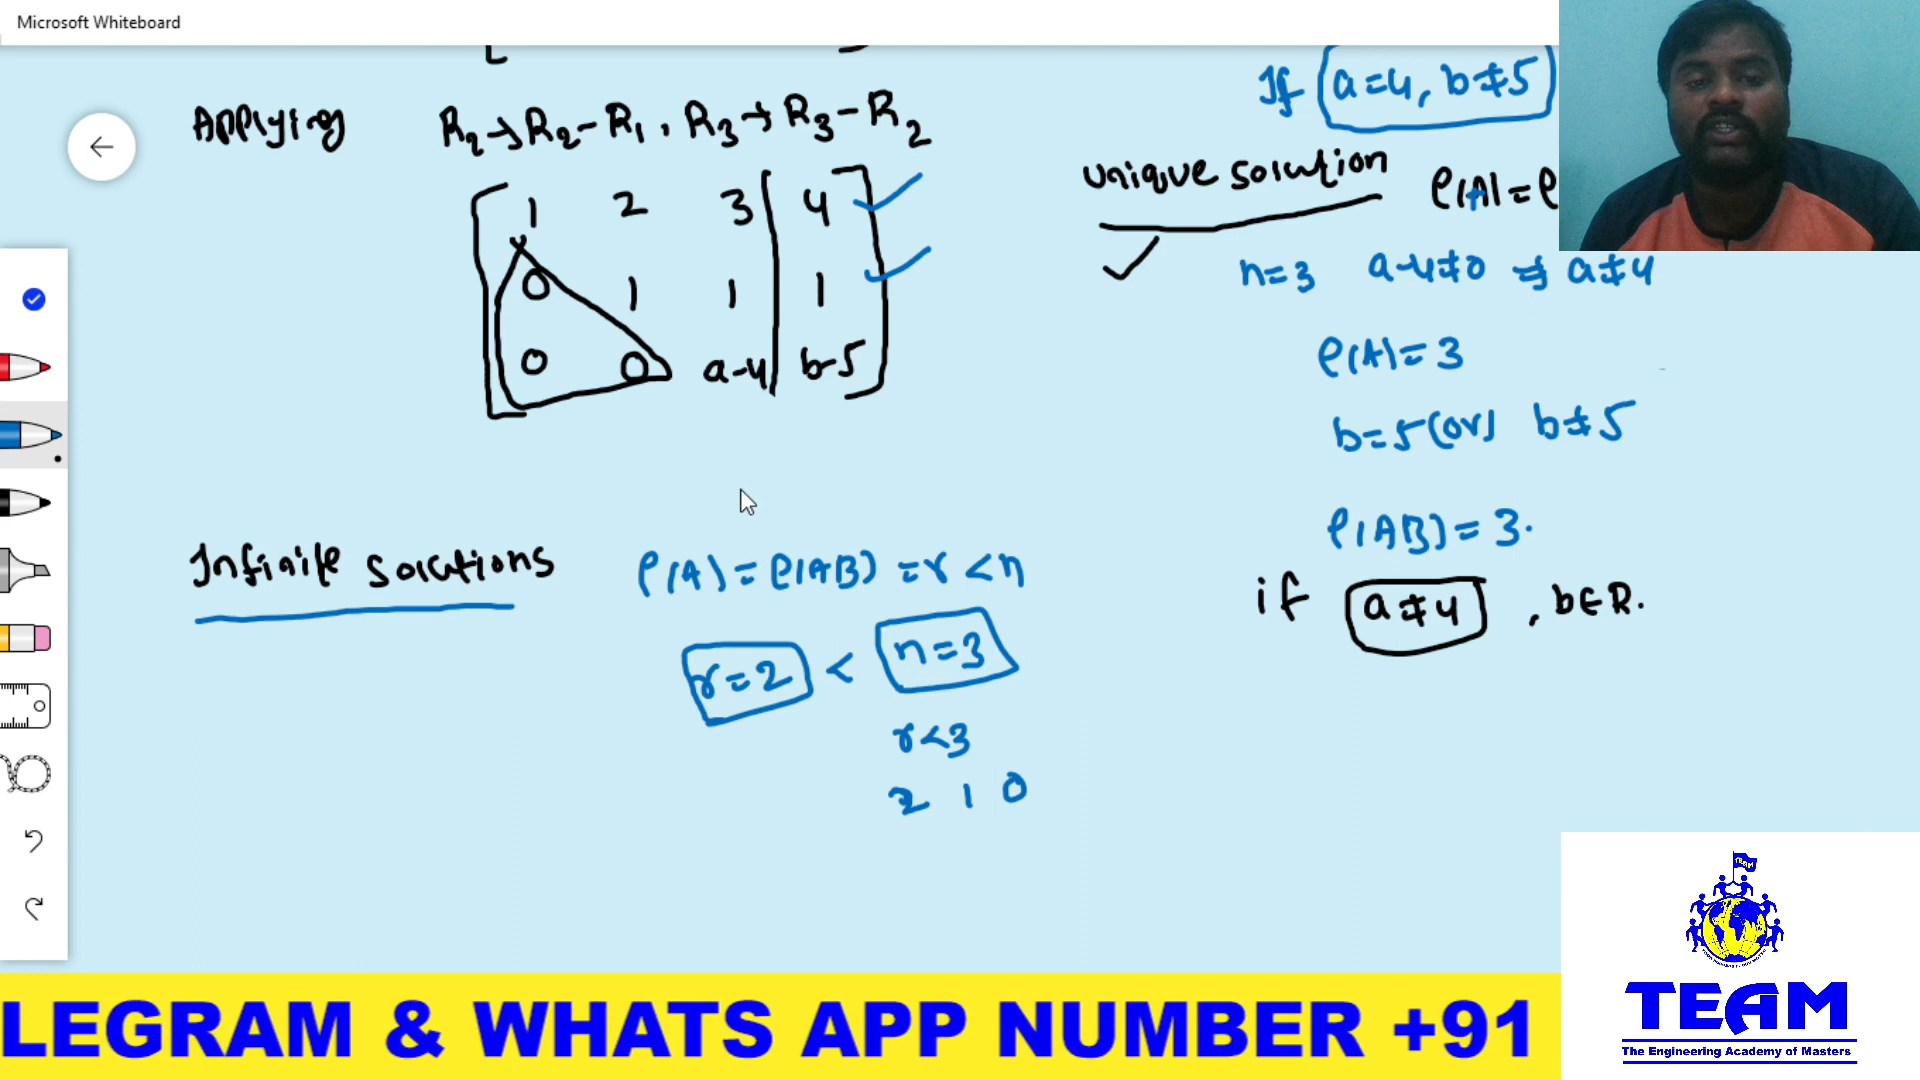 Microsoft Whiteboard
Applying R₂→R₂-R₁, R₃→R₃-R₂
1 2 3 | 4
0 1 1 | 1
0 0 a-4 | b-5
Infinite solutions ρ(A)=ρ(AB)=r<n
r=2 < n=3
r<3
2 1 0
If a=4, b≠5
unique solution ρ(A)=ρ
n=3 a-4≠0 ⇒ a≠4
ρ(A)=3
b=5(or) b≠5
ρ(AB)=3.
if a≠4, b∈R.
LEGRAM & WHATS APP NUMBER +91
TEAM
The Engineering Academy of Masters